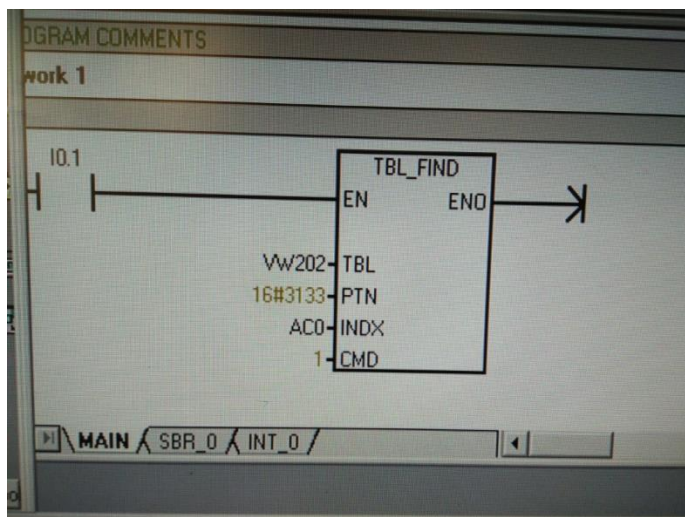 OGRAM COMMENTS
work 1
I0.1
TBL_FIND
EN ENO
VW202 TBL
16#3133 PTN
AC0 INDX
1 CMD
MAIN SBR_0 INT_0